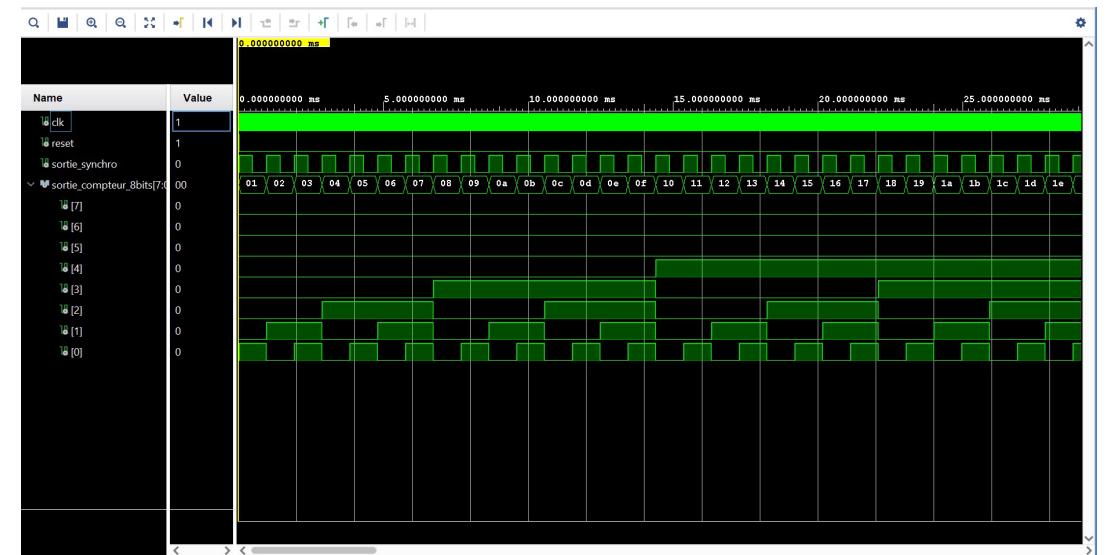 0.000000000 ms
Name Value 0.000000000 ms 5.000000000 ms 10.000000000 ms 15.000000000 ms 20.000000000 ms 25.000000000 ms
clk 1
reset 1
sortie_synchro 0
sortie_compteur_8bits[7:0 00 01 02 03 04 05 06 07 08 09 0a 0b 0c 0d 0e 0f 10 11 12 13 14 15 16 17 18 19 1a 1b 1c 1d 1e
[7] 0
[6] 0
[5] 0
[4] 0
[3] 0
[2] 0
[1] 0
[0] 0